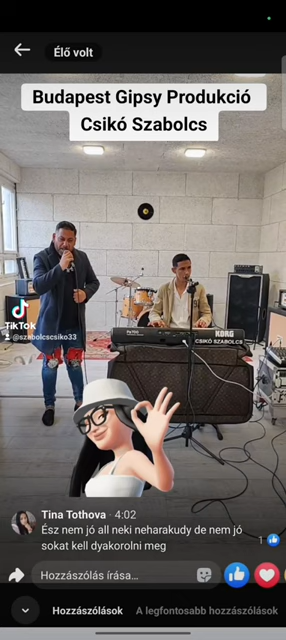 Élő volt
Budapest Gipsy Produkció
Csikó Szabolcs
TikTok
@szabolcscsiko33
KORG
CSIKÓ SZABOLCS
Tina Tothova · 4:02
Ész nem jó all neki neharakudy de nem jó
sokat kell dyakorolni meg
1
Hozzászólás írása...
Hozzászólások
A legfontosabb hozzászólások